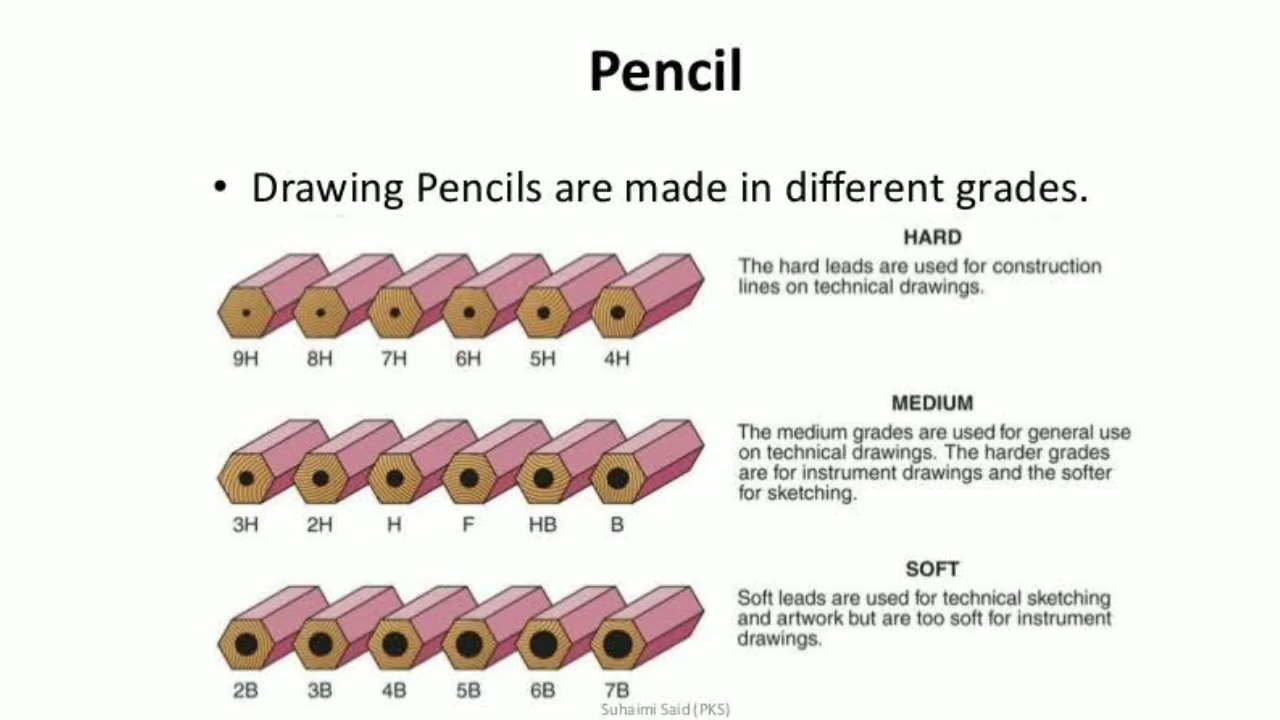 Pencil
• Drawing Pencils are made in different grades.
HARD
The hard leads are used for construction
lines on technical drawings.
9H 8H 7H 6H 5H 4H
MEDIUM
The medium grades are used for general use
on technical drawings. The harder grades
are for instrument drawings and the softer
for sketching.
3H 2H H F HB B
SOFT
Soft leads are used for technical sketching
and artwork but are too soft for instrument
drawings.
2B 3B 4B 5B 6B 7B
Suhaimi Said (PKS)